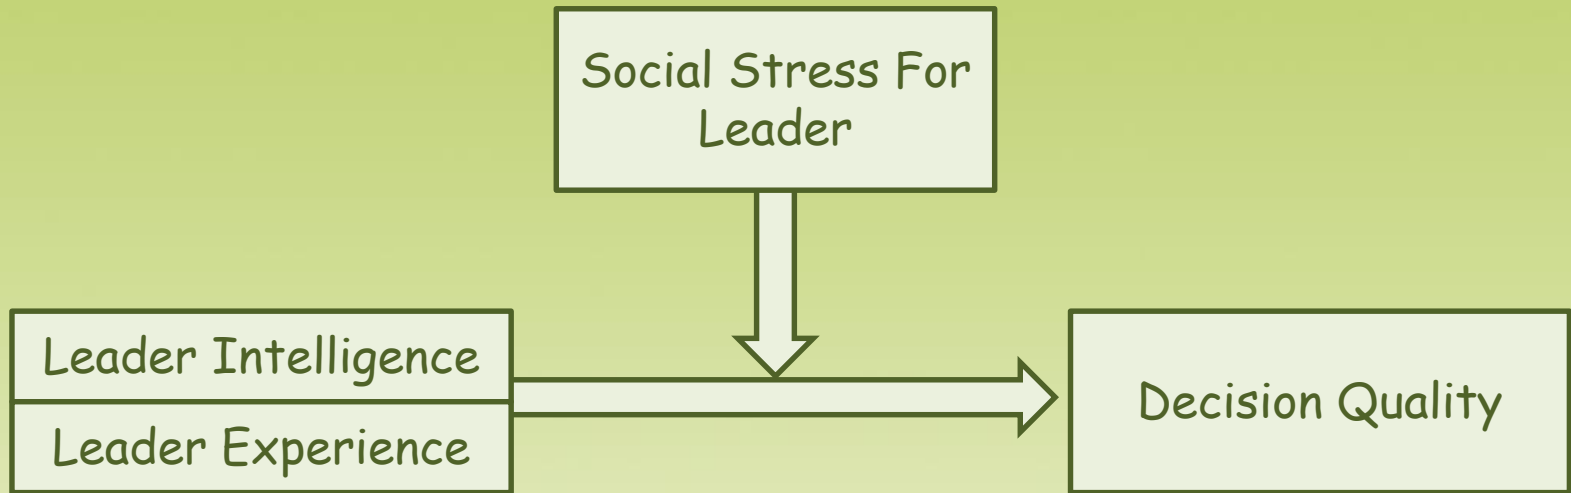 Social Stress For
Leader
Leader Intelligence
Leader Experience
Decision Quality